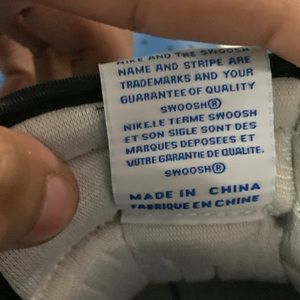 NIKE AND THE SWOOSH
NAME AND STRIPE ARE
TRADEMARKS AND YOUR
GUARANTEE OF QUALITY
SWOOSH®
NIKE.LE TERME SWOOSH
ET SON SIGLE SONT DES
MARQUES DEPOSEES ET
VOTRE GARANTIE DE QUALITE.
SWOOSH®
MADE IN CHINA
FABRIQUE EN CHINE